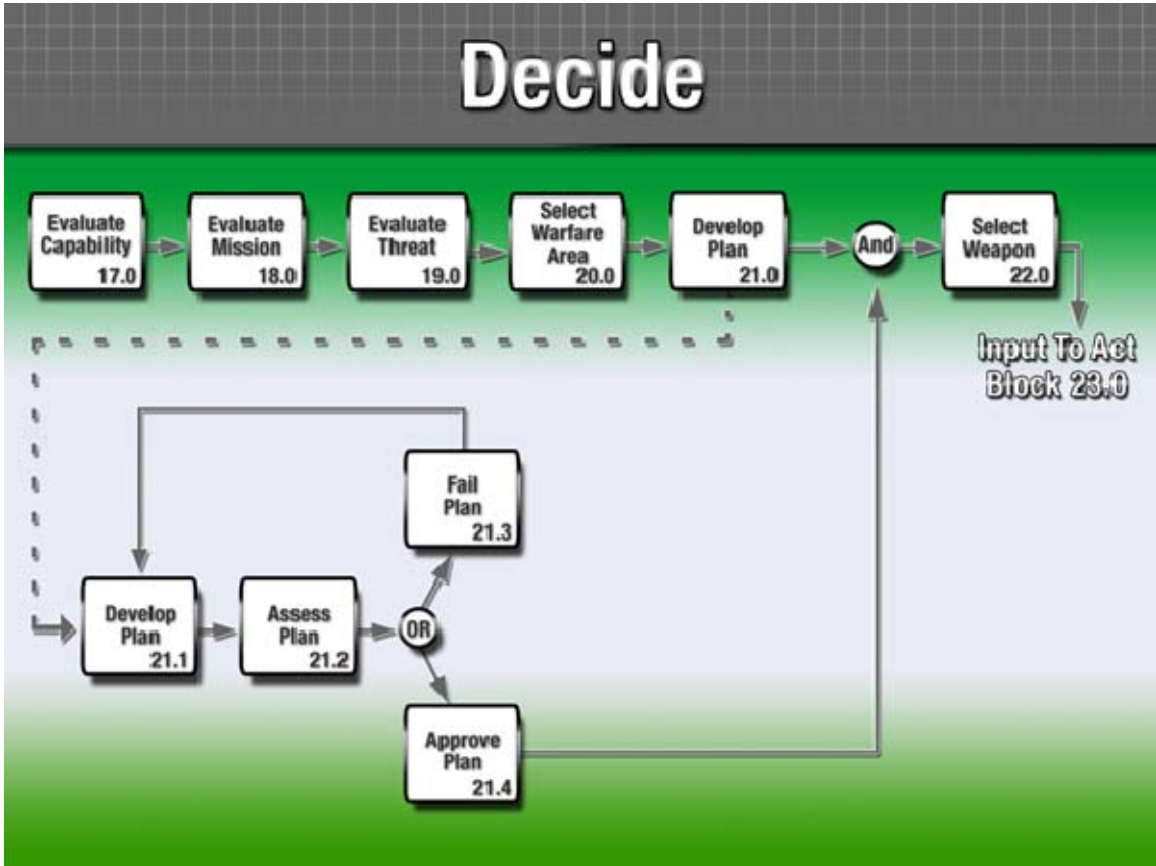 Decide
Evaluate
Capability
17.0
Evaluate
Mission
18.0
Evaluate
Threat
19.0
Select
Warfare
Area
20.0
Develop
Plan
21.0
And
Select
Weapon
22.0
Input To Act
Block 23.0
Fail
Plan
21.3
Develop
Plan
21.1
Assess
Plan
21.2
OR
Approve
Plan
21.4